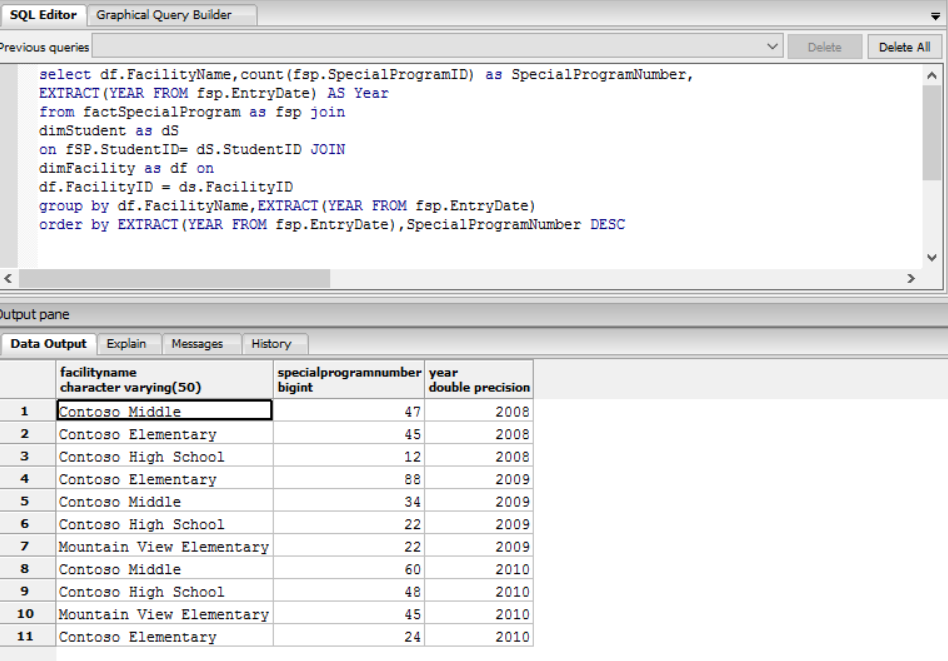 SQL Editor Graphical Query Builder
Previous queries Delete Delete All
select df.FacilityName,count(fsp.SpecialProgramID) as SpecialProgramNumber,
EXTRACT(YEAR FROM fsp.EntryDate) AS Year
from factSpecialProgram as fsp join
dimStudent as dS
on fSP.StudentID= dS.StudentID JOIN
dimFacility as df on
df.FacilityID = ds.FacilityID
group by df.FacilityName,EXTRACT(YEAR FROM fsp.EntryDate)
order by EXTRACT(YEAR FROM fsp.EntryDate),SpecialProgramNumber DESC
Output pane
Data Output Explain Messages History
facilityname specialprogramnumber year
character varying(50) bigint double precision
1 Contoso Middle 47 2008
2 Contoso Elementary 45 2008
3 Contoso High School 12 2008
4 Contoso Elementary 88 2009
5 Contoso Middle 34 2009
6 Contoso High School 22 2009
7 Mountain View Elementary 22 2009
8 Contoso Middle 60 2010
9 Contoso High School 48 2010
10 Mountain View Elementary 45 2010
11 Contoso Elementary 24 2010